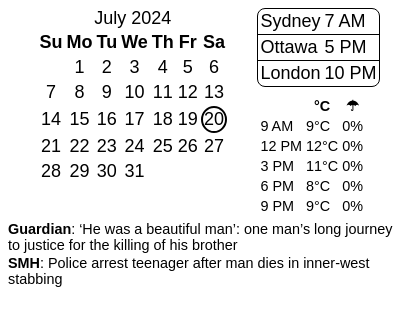 July 2024
Su Mo Tu We Th Fr Sa
1 2 3 4 5 6
7 8 9 10 11 12 13
14 15 16 17 18 19 20
21 22 23 24 25 26 27
28 29 30 31
Sydney 7 AM
Ottawa 5 PM
London 10 PM
°C ☂
9 AM 9°C 0%
12 PM 12°C 0%
3 PM 11°C 0%
6 PM 8°C 0%
9 PM 9°C 0%
Guardian: ‘He was a beautiful man’: one man’s long journey
to justice for the killing of his brother
SMH: Police arrest teenager after man dies in inner-west
stabbing